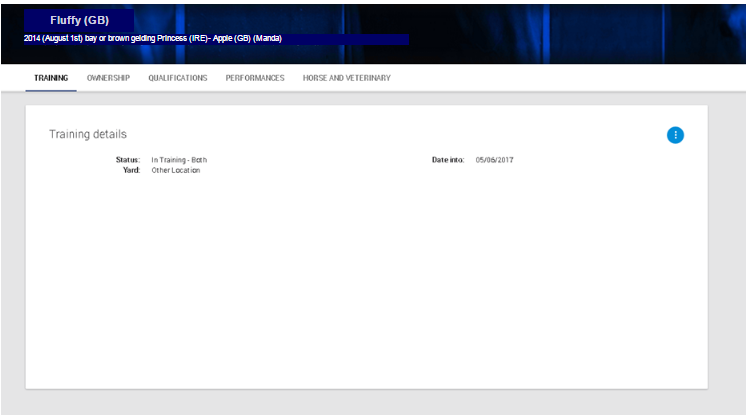 Fluffy (GB)
2014 (August 1st) bay or brown gelding Princess (IRE)- Apple (GB) (Manda)
TRAINING OWNERSHIP QUALIFICATIONS PERFORMANCES HORSE AND VETERINARY
Training details
Status: In Training - Both Date into: 05/06/2017
Yard: Other Location